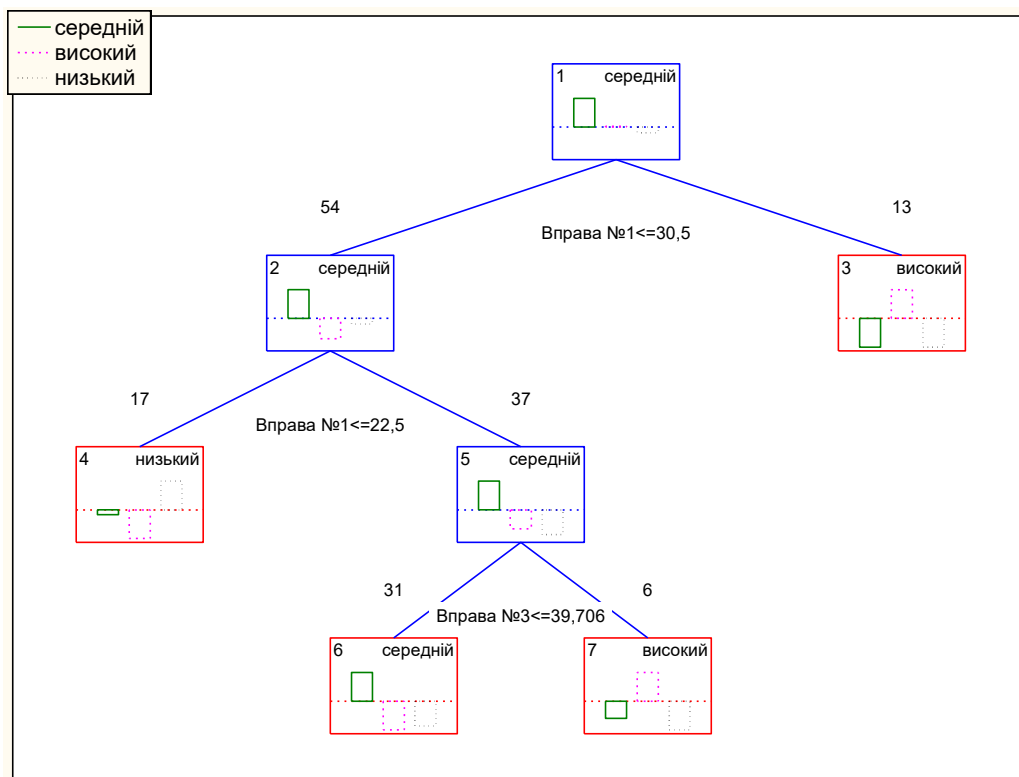 середній
високий
низький
1 середній
54
13
Вправа №1<=30,5
2 середній
3 високий
17
37
Вправа №1<=22,5
4 низький
5 середній
31
6
Вправа №3<=39,706
6 середній
7 високий